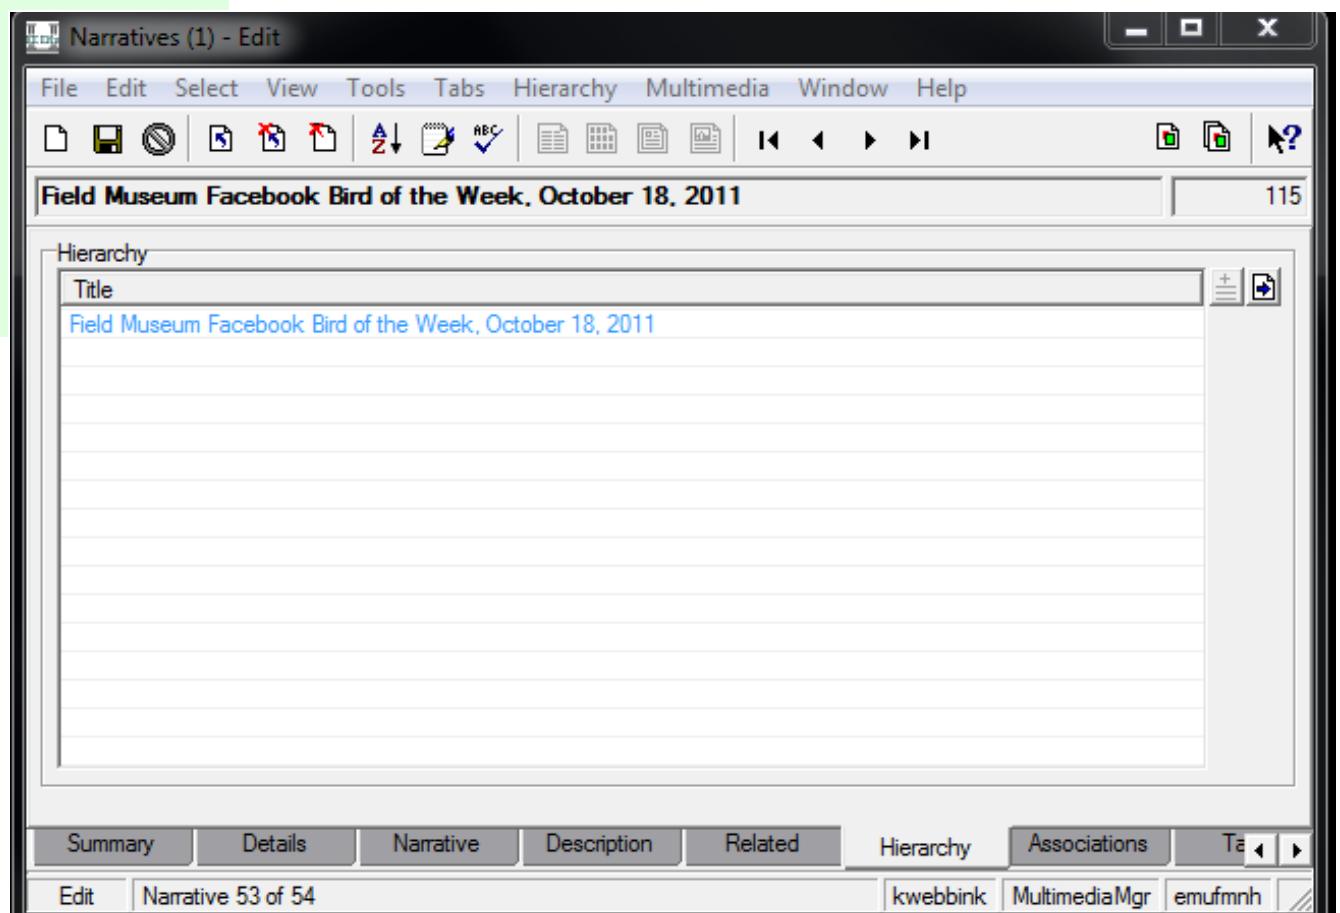 Narratives (1) - Edit
File Edit Select View Tools Tabs Hierarchy Multimedia Window Help
Field Museum Facebook Bird of the Week, October 18, 2011 115
Hierarchy
Title
Field Museum Facebook Bird of the Week, October 18, 2011
Summary Details Narrative Description Related Hierarchy Associations Ta
Edit Narrative 53 of 54 kwebbink MultimediaMgr emufmnh